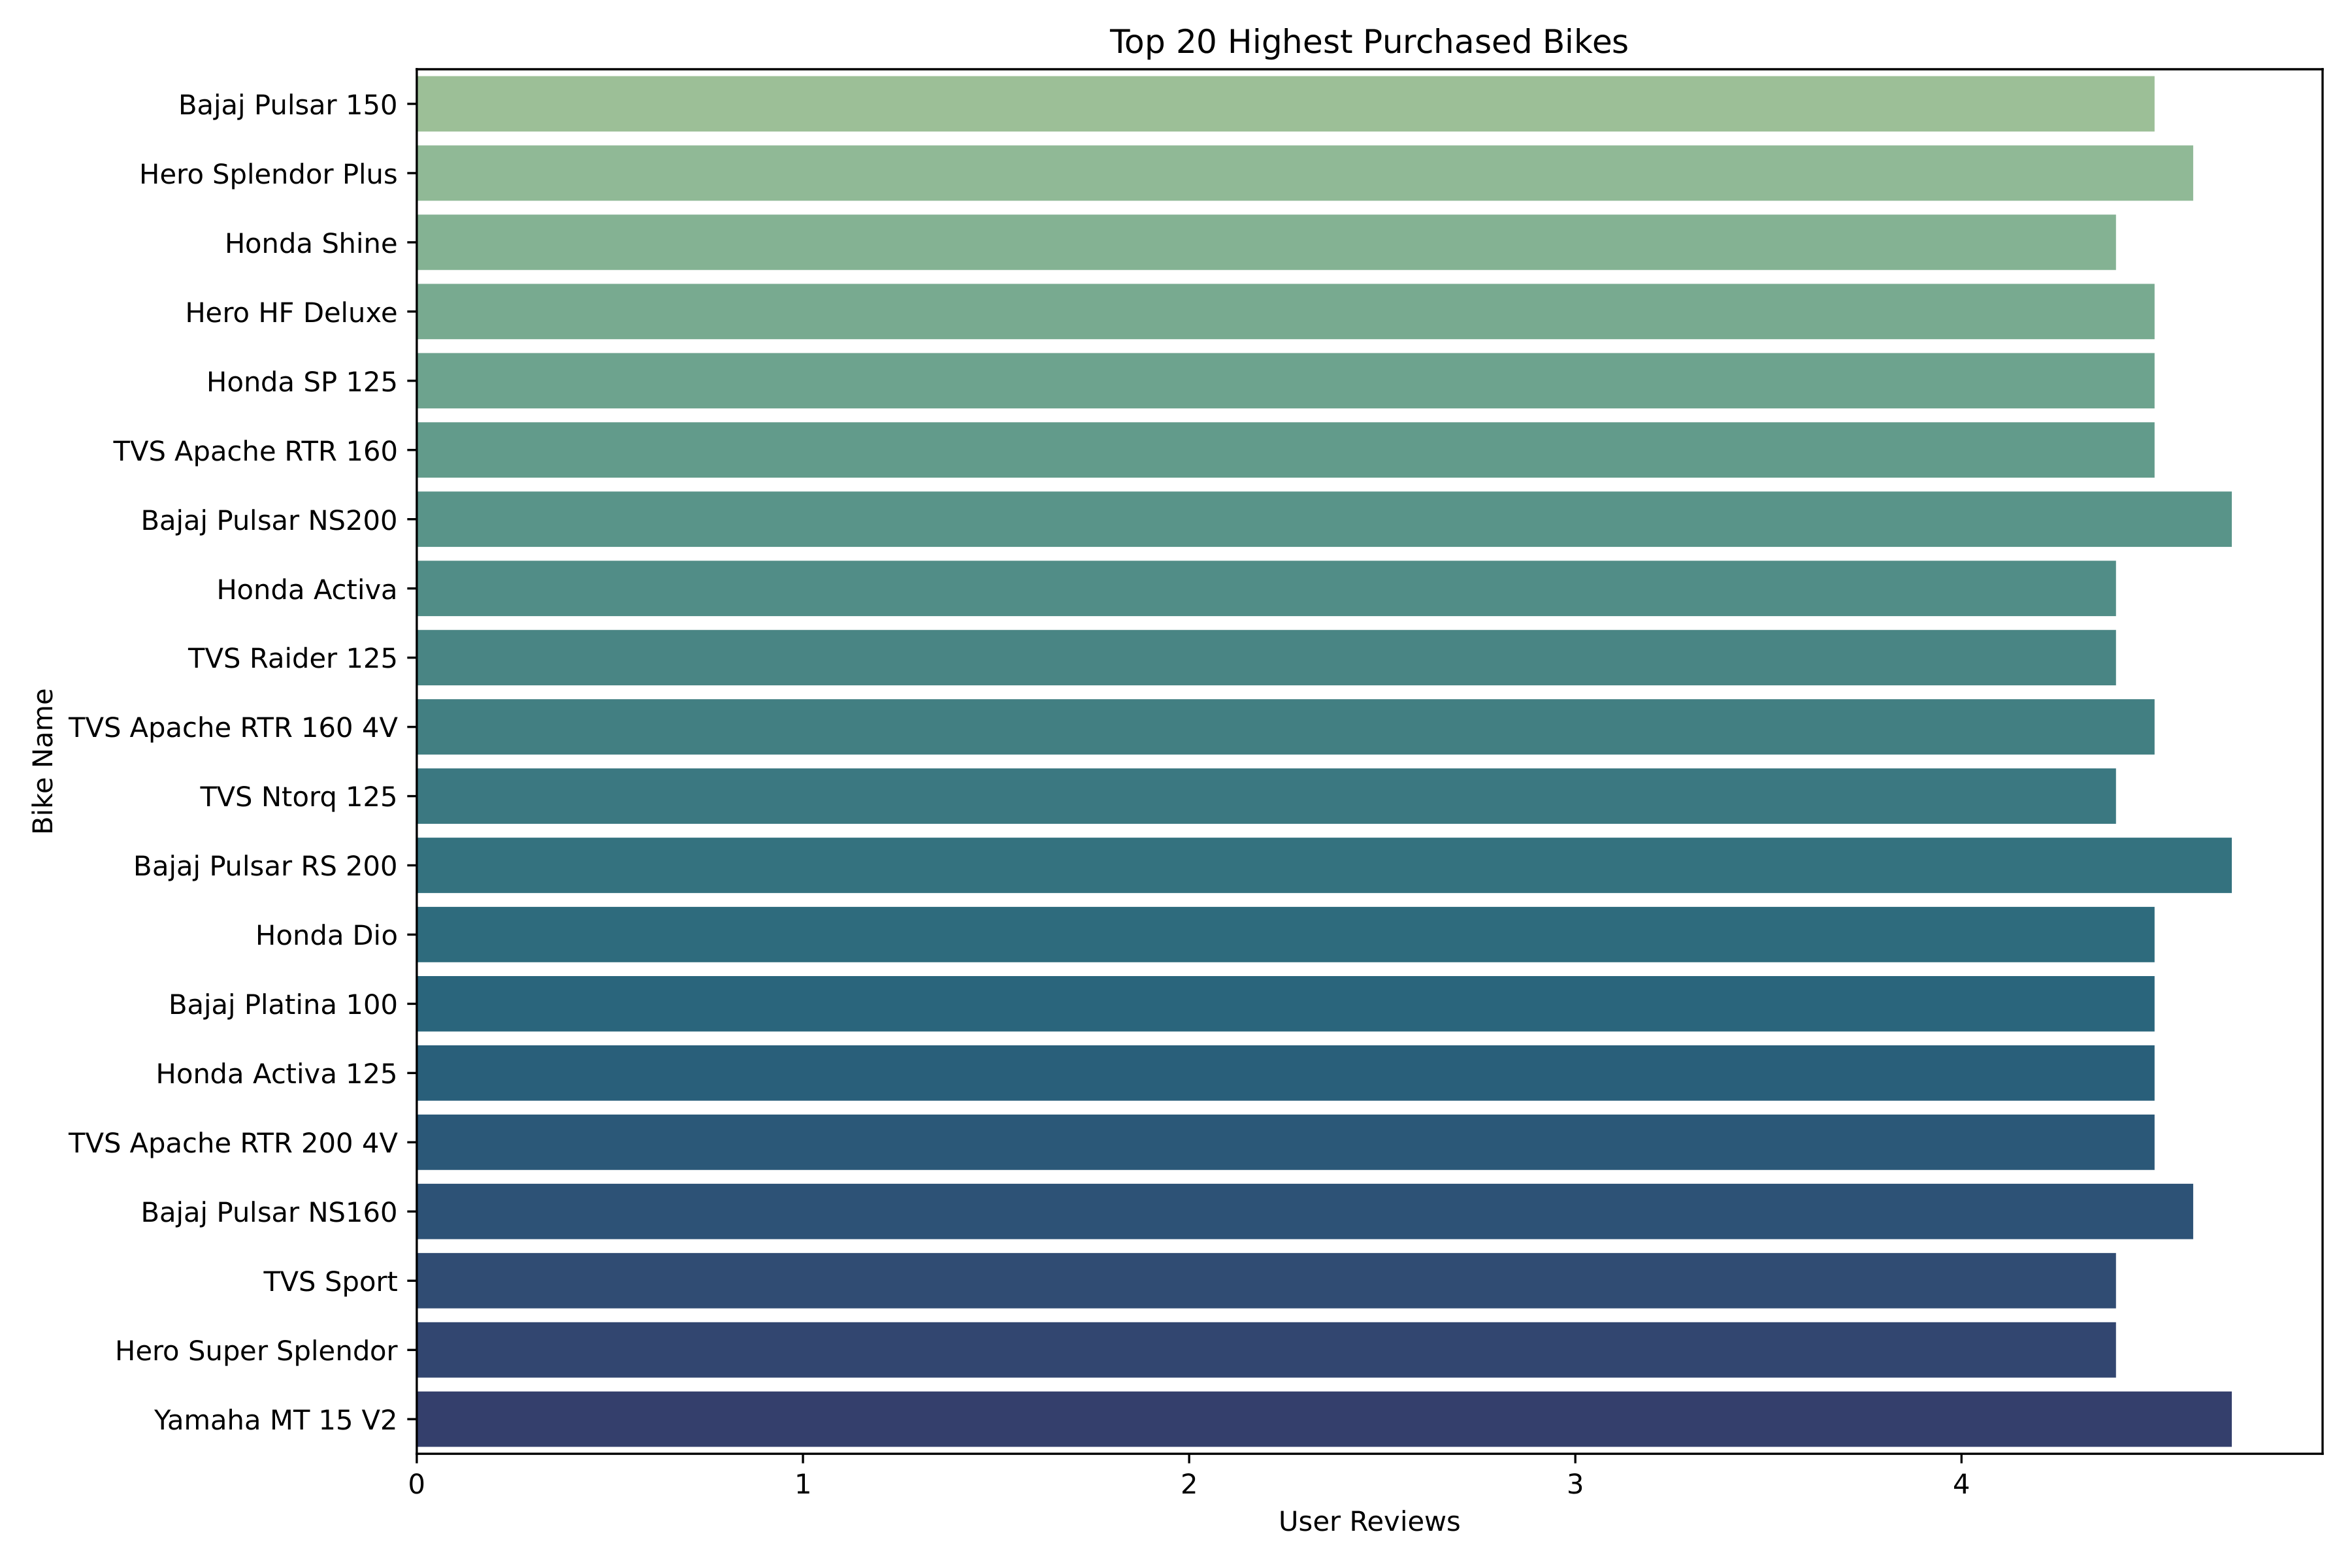 Top 20 Highest Purchased Bikes
Bajaj Pulsar 150
Hero Splendor Plus
Honda Shine
Hero HF Deluxe
Honda SP 125
TVS Apache RTR 160
Bajaj Pulsar NS200
Honda Activa
TVS Raider 125
TVS Apache RTR 160 4V
TVS Ntorq 125
Bajaj Pulsar RS 200
Honda Dio
Bajaj Platina 100
Honda Activa 125
TVS Apache RTR 200 4V
Bajaj Pulsar NS160
TVS Sport
Hero Super Splendor
Yamaha MT 15 V2
Bike Name
0 1 2 3 4
User Reviews